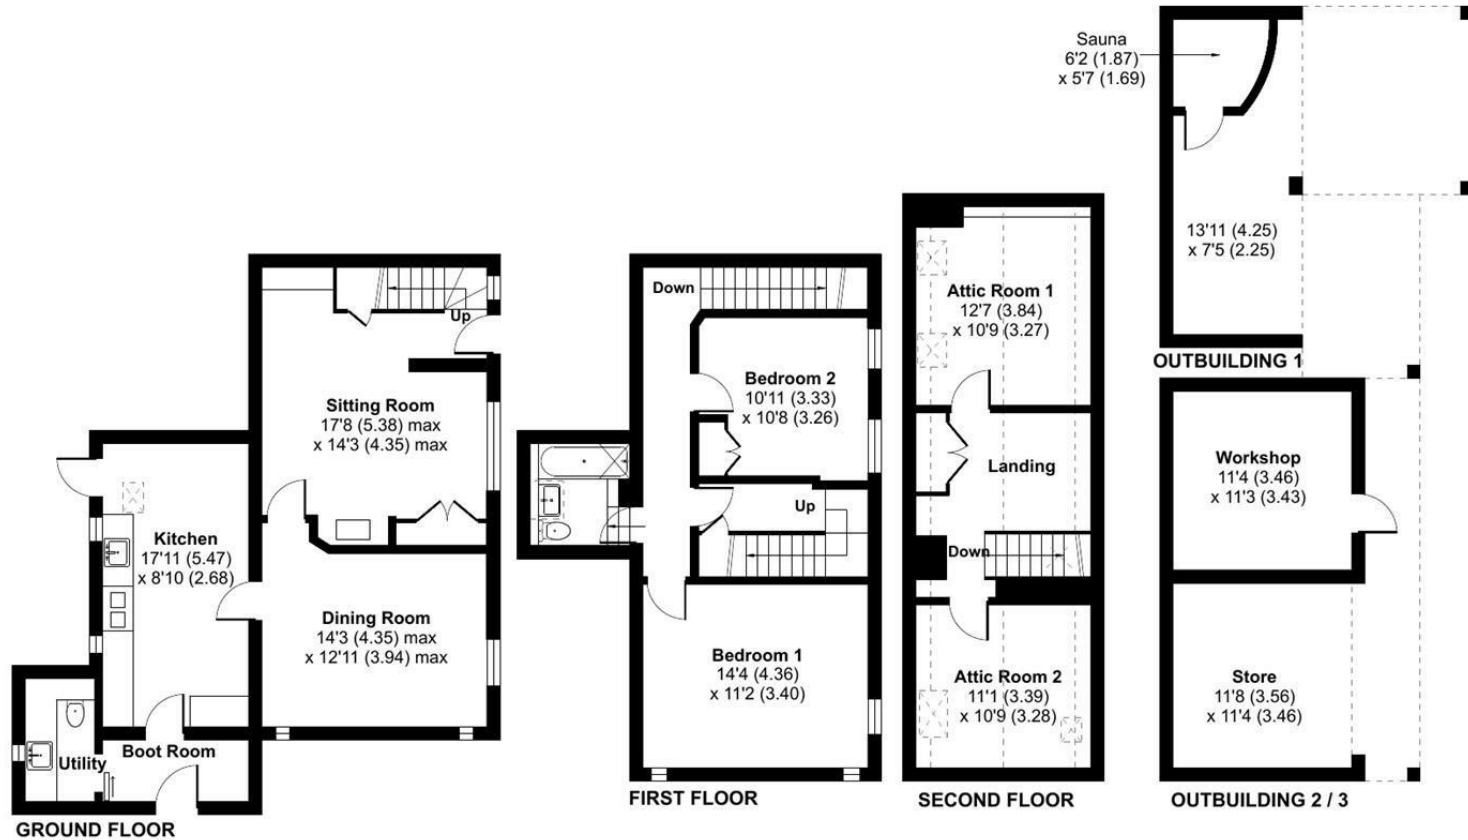 Sauna
6'2 (1.87)
x 5'7 (1.69)
13'11 (4.25)
x 7'5 (2.25)
OUTBUILDING 1
Up
Sitting Room
17'8 (5.38) max
x 14'3 (4.35) max
Kitchen
17'11 (5.47)
x 8'10 (2.68)
Dining Room
14'3 (4.35) max
x 12'11 (3.94) max
Boot Room
Utility
GROUND FLOOR
Down
Bedroom 2
10'11 (3.33)
x 10'8 (3.26)
Up
Bedroom 1
14'4 (4.36)
x 11'2 (3.40)
FIRST FLOOR
Attic Room 1
12'7 (3.84)
x 10'9 (3.27)
Landing
Down
Attic Room 2
11'1 (3.39)
x 10'9 (3.28)
SECOND FLOOR
Workshop
11'4 (3.46)
x 11'3 (3.43)
Store
11'8 (3.56)
x 11'4 (3.46)
OUTBUILDING 2 / 3